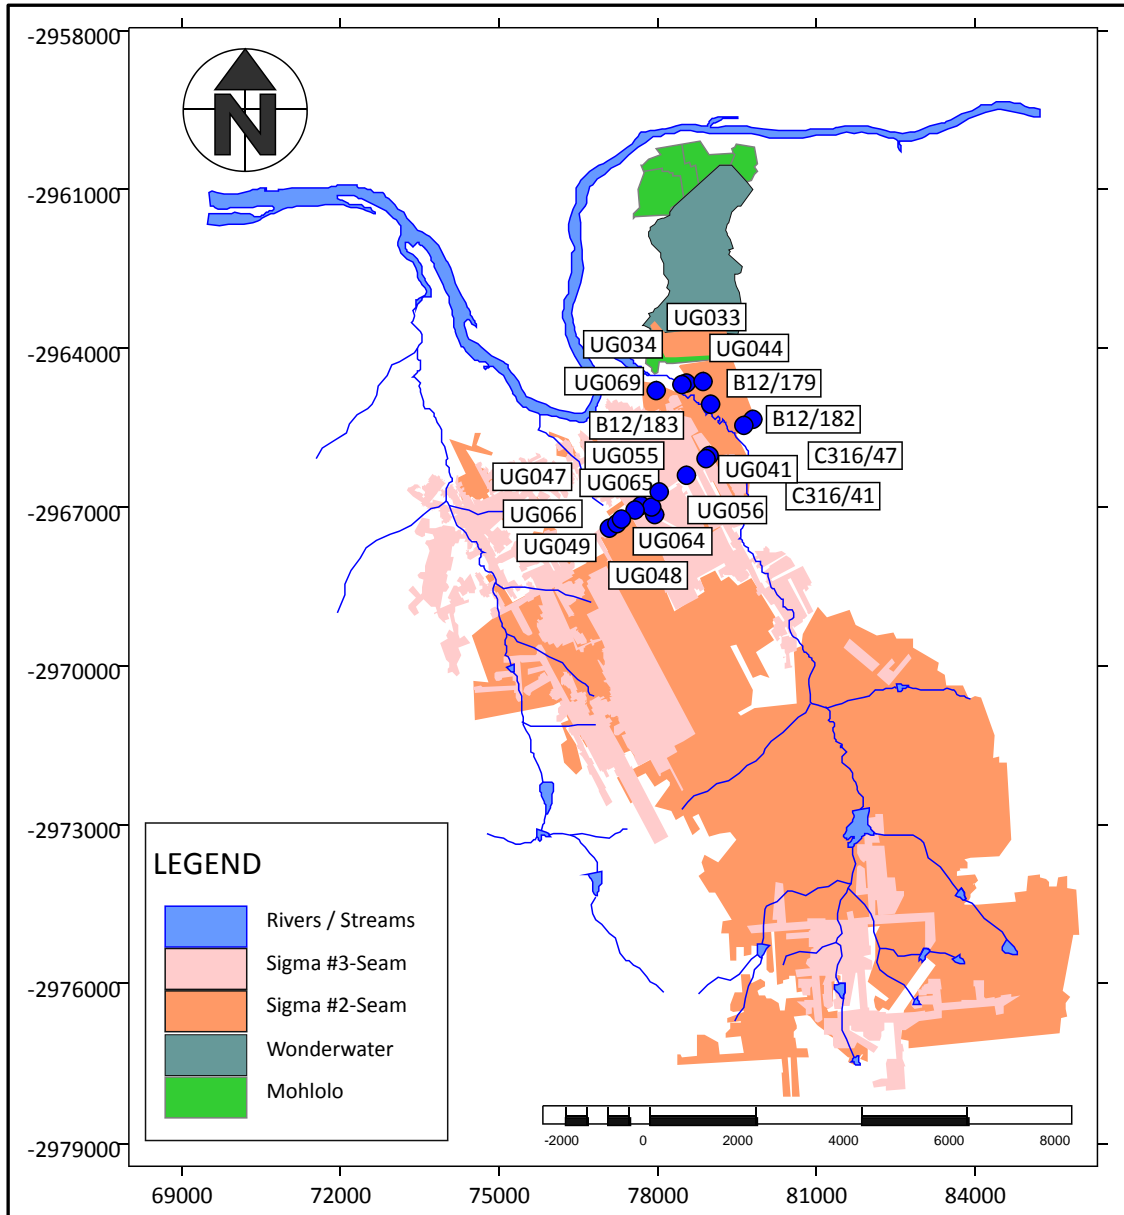 -2958000
N
-2961000
UG033
-2964000
UG034
UG044
UG069
B12/179
B12/183
B12/182
UG055
C316/47
UG047
UG065
UG041
C316/41
-2967000
UG066
UG056
UG049
UG064
UG048
-2970000
-2973000
LEGEND
Rivers / Streams
Sigma #3-Seam
Sigma #2-Seam
Wonderwater
Mohlolo
-2976000
-2979000
-2000 0 2000 4000 6000 8000
69000 72000 75000 78000 81000 84000